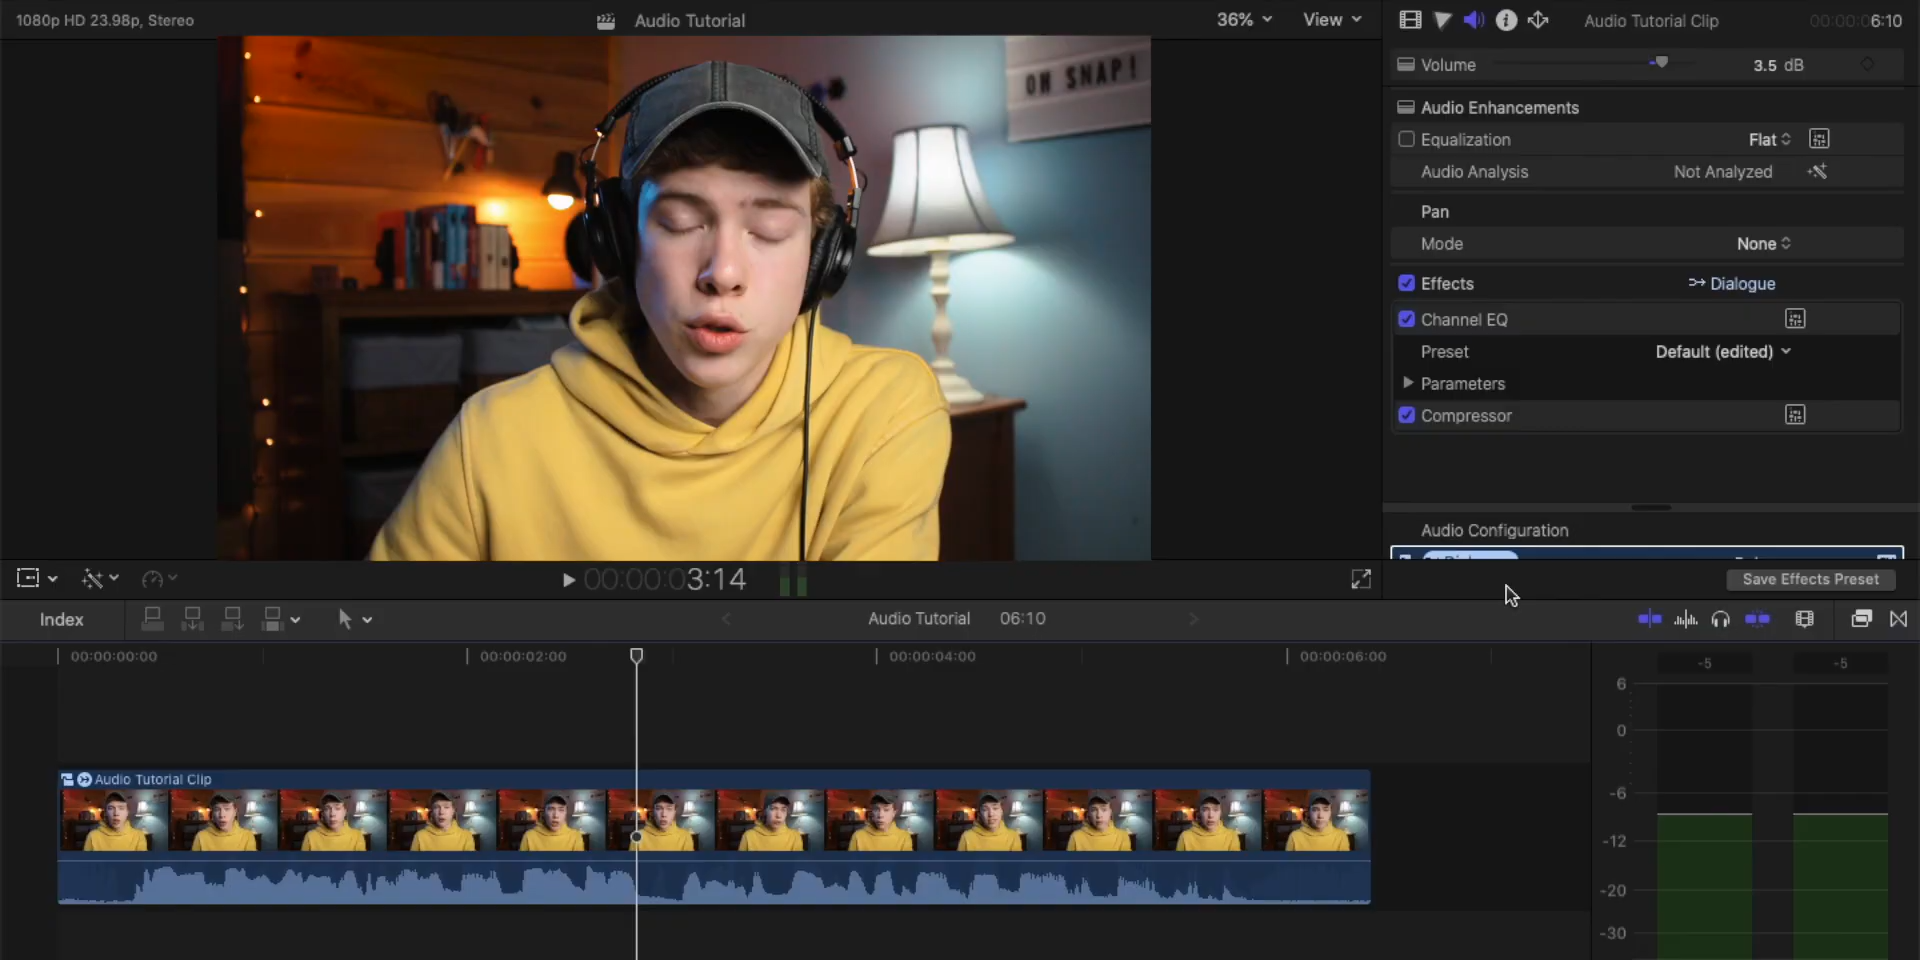 1080p HD 23.98p, Stereo
Audio Tutorial
36%
View
Audio Tutorial Clip
00:00:06:10
Volume
3.5 dB
OH SNAP!
Audio Enhancements
Equalization
Flat
Audio Analysis
Not Analyzed
Pan
Mode
None
Effects
Dialogue
Channel EQ
Preset
Default (edited)
Parameters
Compressor
Audio Configuration
00:00:03:14
Save Effects Preset
Index
Audio Tutorial
06:10
00:00:00:00
00:00:02:00
00:00:04:00
00:00:06:00
-5
-5
6
0
-6
-12
-20
-30
Audio Tutorial Clip